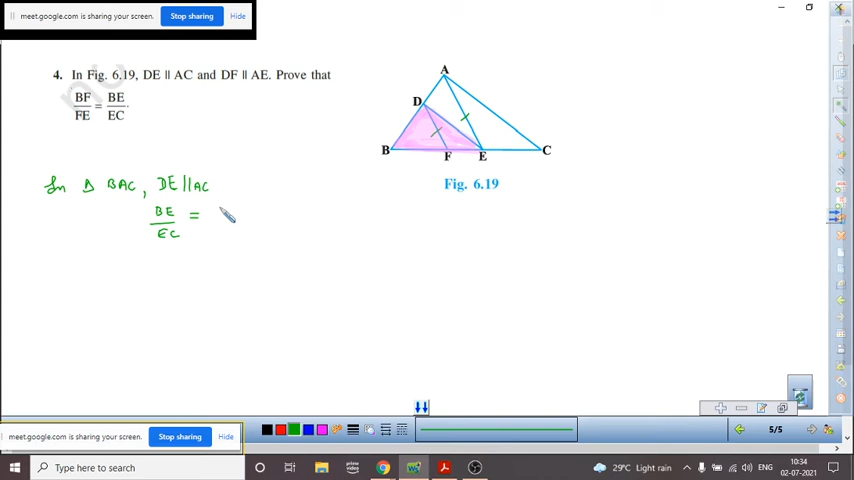 meet.google.com is sharing your screen. Stop sharing Hide
4. In Fig. 6.19, DE || AC and DF || AE. Prove that
BF/FE = BE/EC.
A
D
B F E C
Fig. 6.19
In Δ BAC, DE || AC
BE/EC =
5/5
meet.google.com is sharing your screen. Stop sharing Hide
Type here to search
29°C Light rain
ENG
10:34
02-07-2021